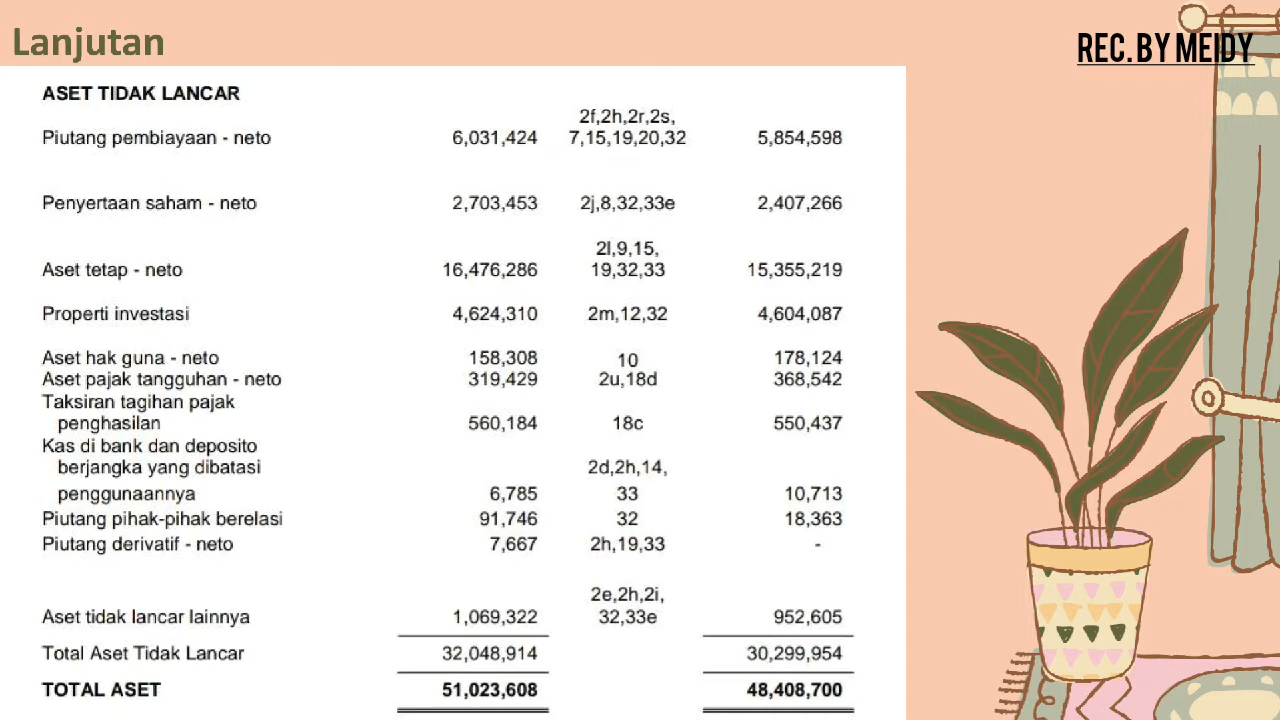 Lanjutan
REC. BY MEIDY
ASET TIDAK LANCAR
2f,2h,2r,2s,
Piutang pembiayaan - neto 6,031,424 7,15,19,20,32 5,854,598
Penyertaan saham - neto 2,703,453 2j,8,32,33e 2,407,266
2l,9,15,
Aset tetap - neto 16,476,286 19,32,33 15,355,219
Properti investasi 4,624,310 2m,12,32 4,604,087
Aset hak guna - neto 158,308 10 178,124
Aset pajak tangguhan - neto 319,429 2u,18d 368,542
Taksiran tagihan pajak
penghasilan 560,184 18c 550,437
Kas di bank dan deposito
berjangka yang dibatasi 2d,2h,14,
penggunaannya 6,785 33 10,713
Piutang pihak-pihak berelasi 91,746 32 18,363
Piutang derivatif - neto 7,667 2h,19,33 -
2e,2h,2i,
Aset tidak lancar lainnya 1,069,322 32,33e 952,605
Total Aset Tidak Lancar 32,048,914 30,299,954
TOTAL ASET 51,023,608 48,408,700